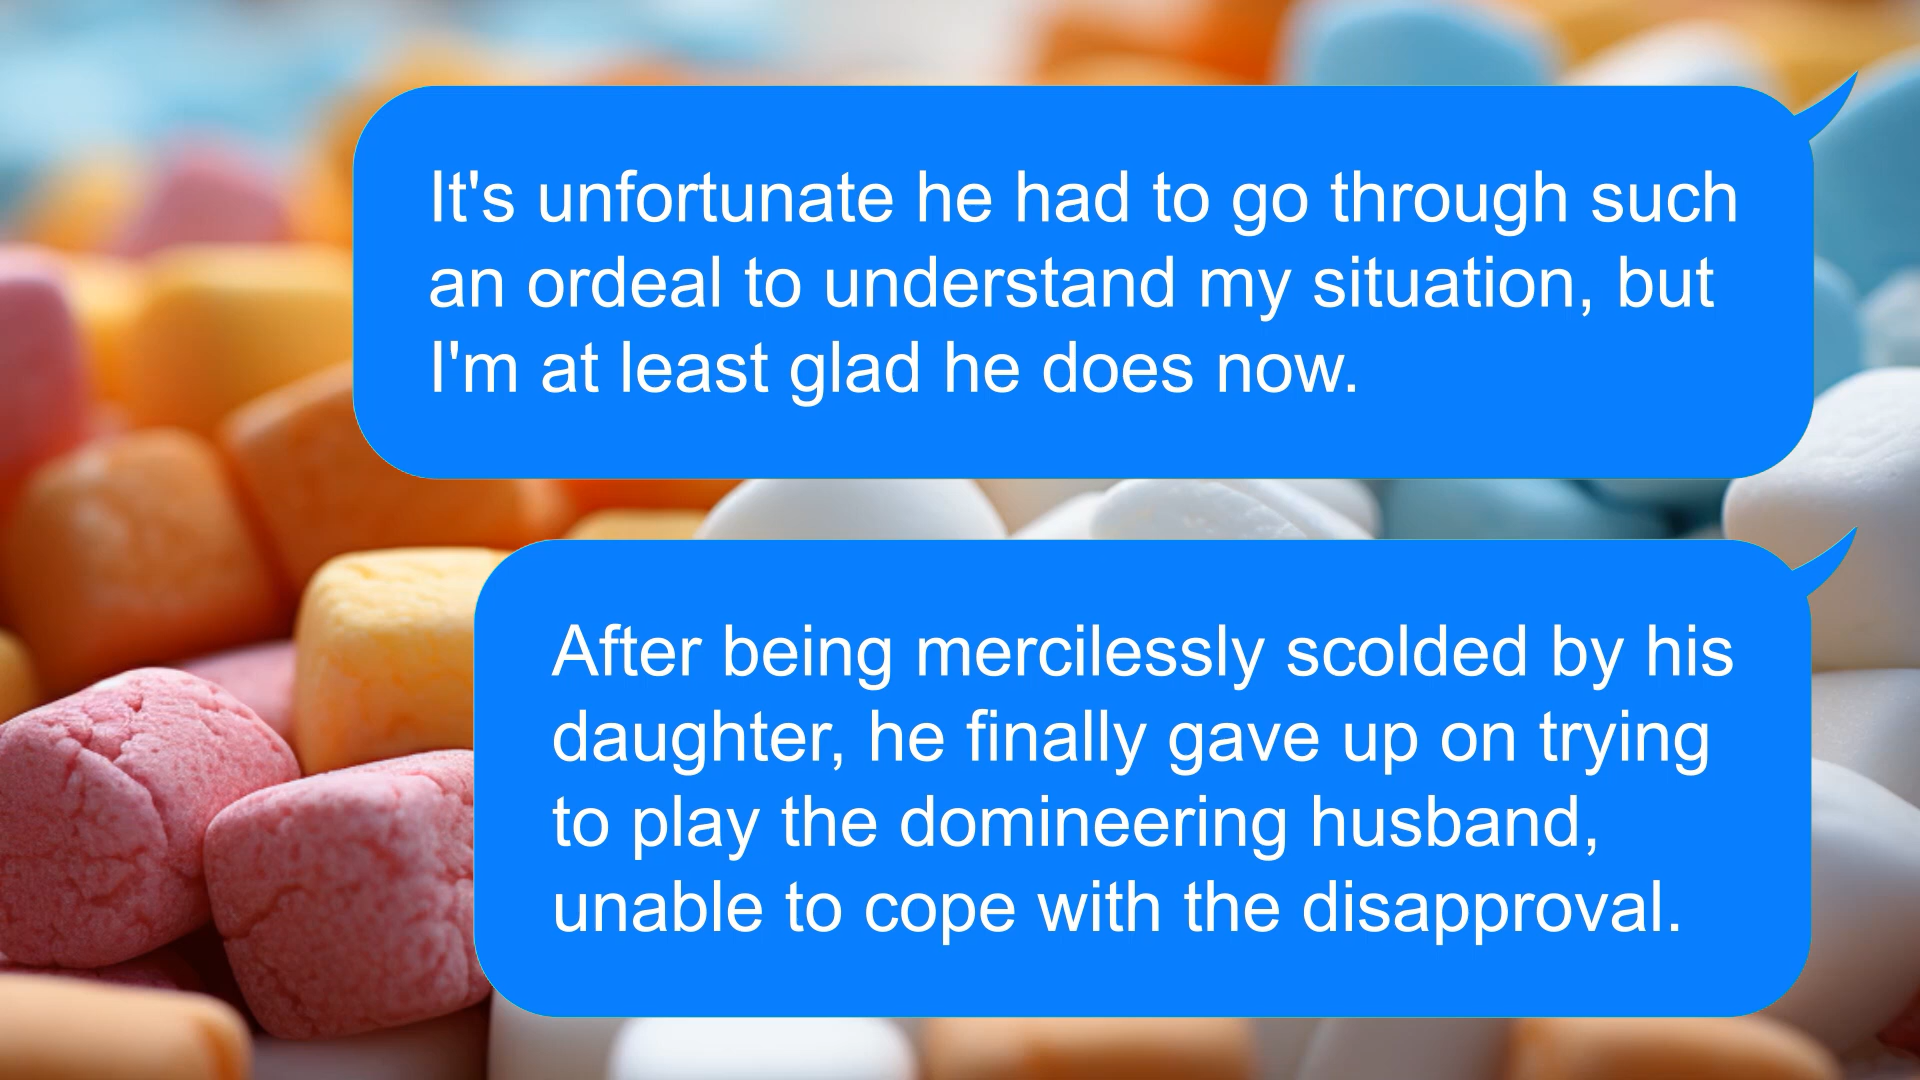 It's unfortunate he had to go through such
an ordeal to understand my situation, but
I'm at least glad he does now.
After being mercilessly scolded by his
daughter, he finally gave up on trying
to play the domineering husband,
unable to cope with the disapproval.